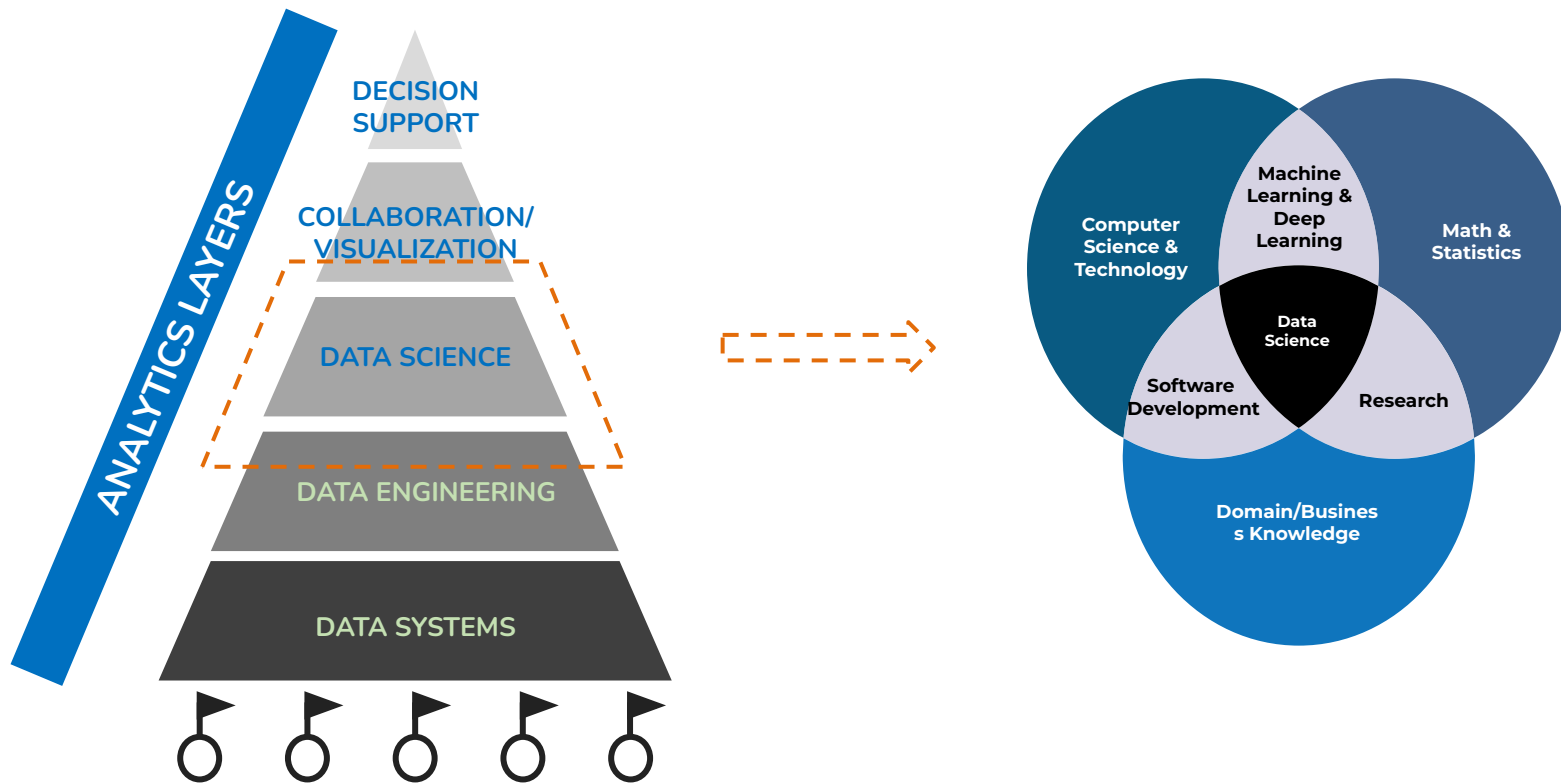 ANALYTICS LAYERS
DECISION
SUPPORT
COLLABORATION/
VISUALIZATION
DATA SCIENCE
DATA ENGINEERING
DATA SYSTEMS
Computer
Science &
Technology
Machine
Learning &
Deep
Learning
Math &
Statistics
Data
Science
Software
Development
Research
Domain/Busines
s Knowledge